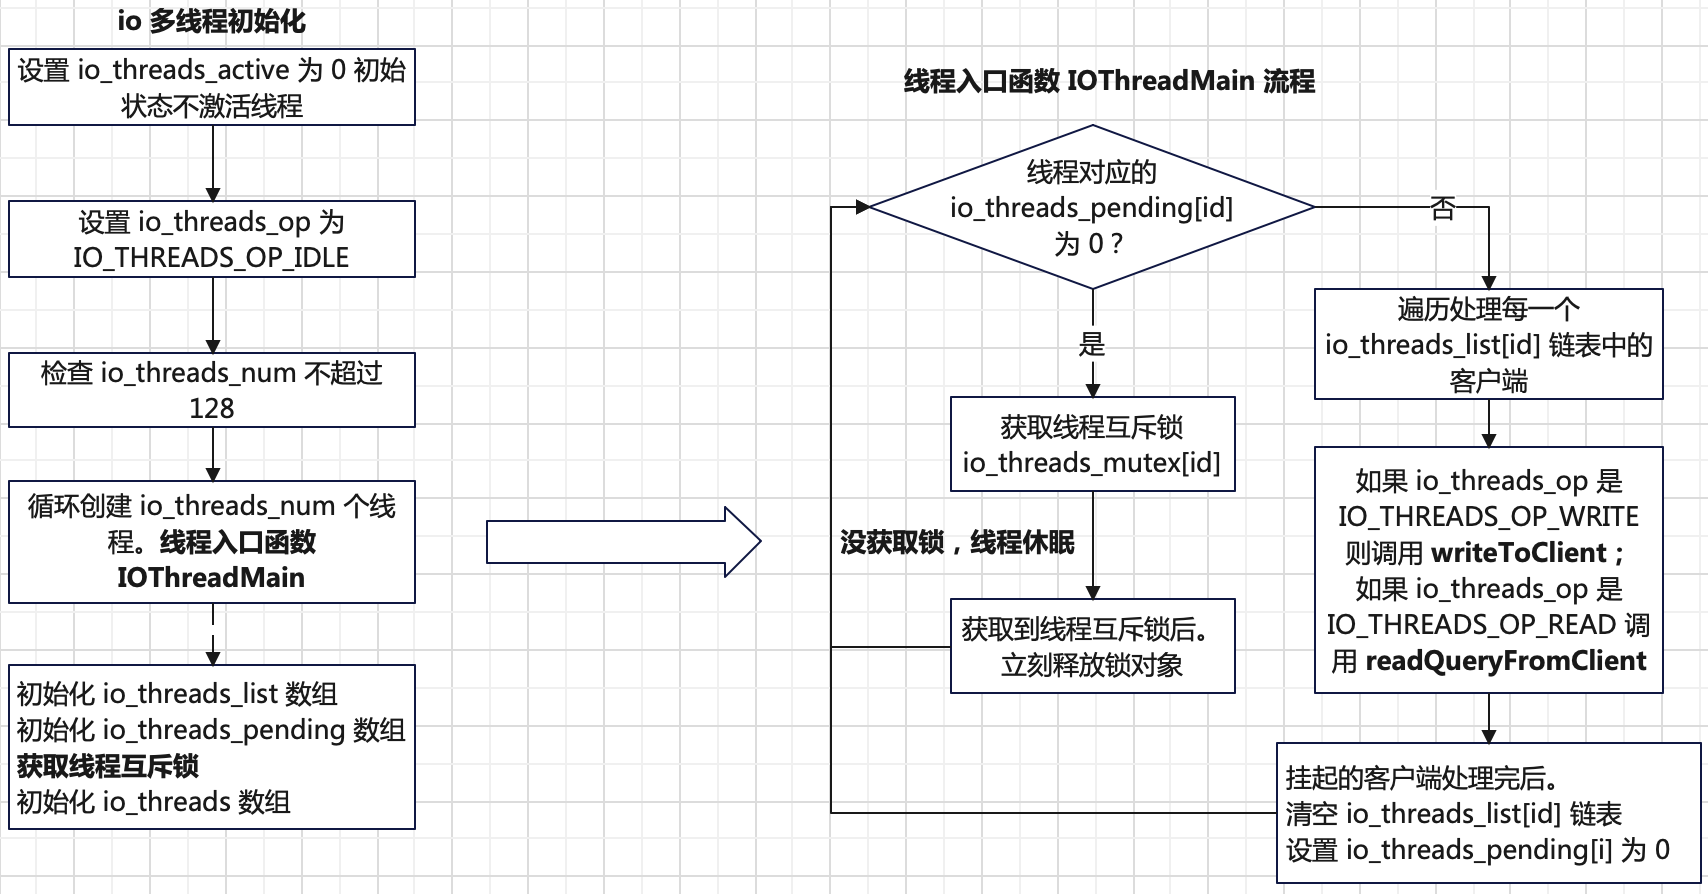 io 多线程初始化
设置 io_threads_active 为 0 初始
状态不激活线程
设置 io_threads_op 为
IO_THREADS_OP_IDLE
检查 io_threads_num 不超过
128
循环创建 io_threads_num 个线
程。线程入口函数
IOThreadMain
初始化 io_threads_list 数组
初始化 io_threads_pending 数组
获取线程互斥锁
初始化 io_threads 数组
线程入口函数 IOThreadMain 流程
线程对应的
io_threads_pending[id]
为 0？
否
是
获取线程互斥锁
io_threads_mutex[id]
没获取锁，线程休眠
获取到线程互斥锁后。
立刻释放锁对象
遍历处理每一个
io_threads_list[id] 链表中的
客户端
如果 io_threads_op 是
IO_THREADS_OP_WRITE
则调用 writeToClient；
如果 io_threads_op 是
IO_THREADS_OP_READ 调
用 readQueryFromClient
挂起的客户端处理完后。
清空 io_threads_list[id] 链表
设置 io_threads_pending[i] 为 0